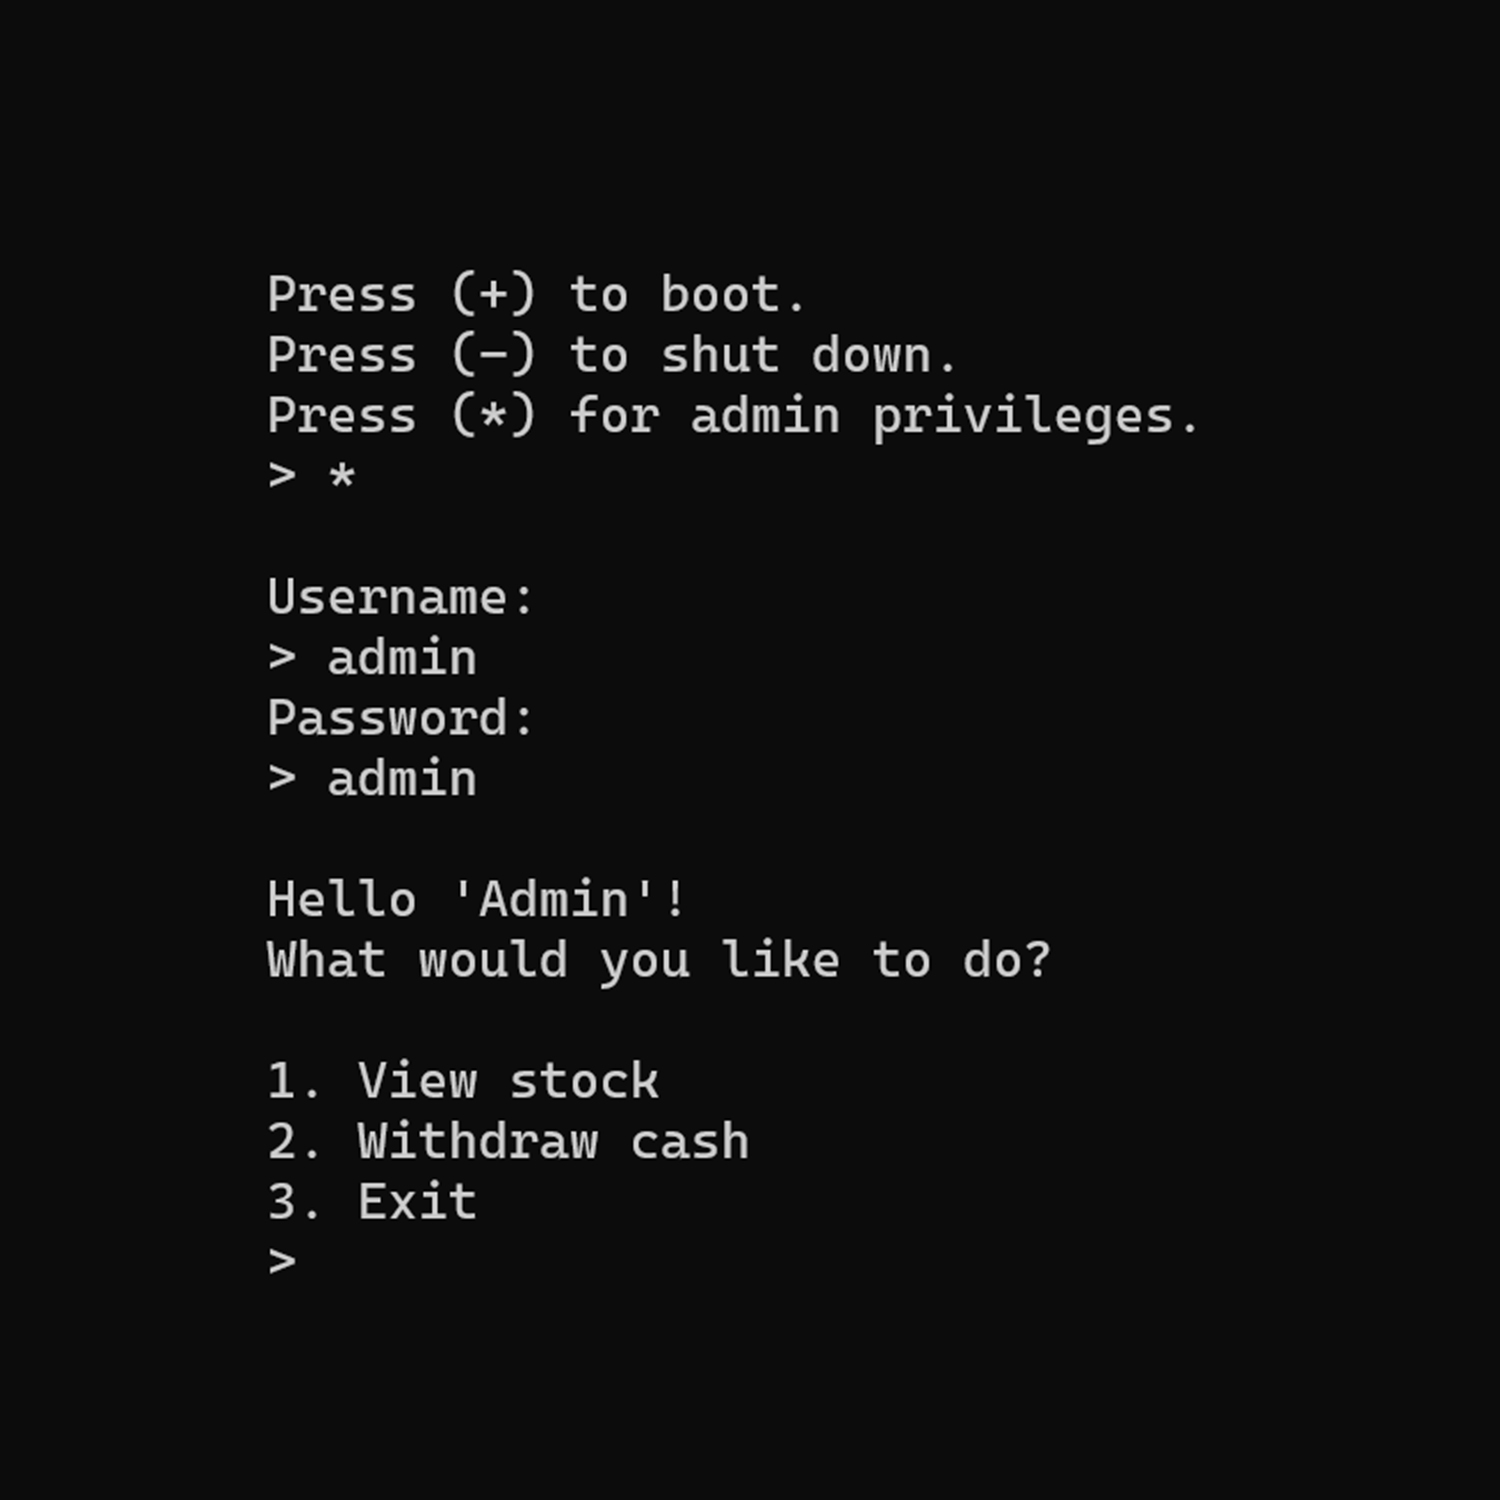 Press (+) to boot.
Press (-) to shut down.
Press (*) for admin privileges.
> *
Username:
> admin
Password:
> admin
Hello 'Admin'!
What would you like to do?
1. View stock
2. Withdraw cash
3. Exit
>